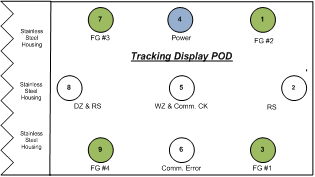 7
4
1
Stainless
Steel
Housing
FG #3
Power
FG #2
Tracking Display POD
Stainless
Steel
Housing
8
5
2
DZ & RS
WZ & Comm. CK
RS
Stainless
Steel
Housing
9
6
3
FG #4
Comm. Error
FG #1